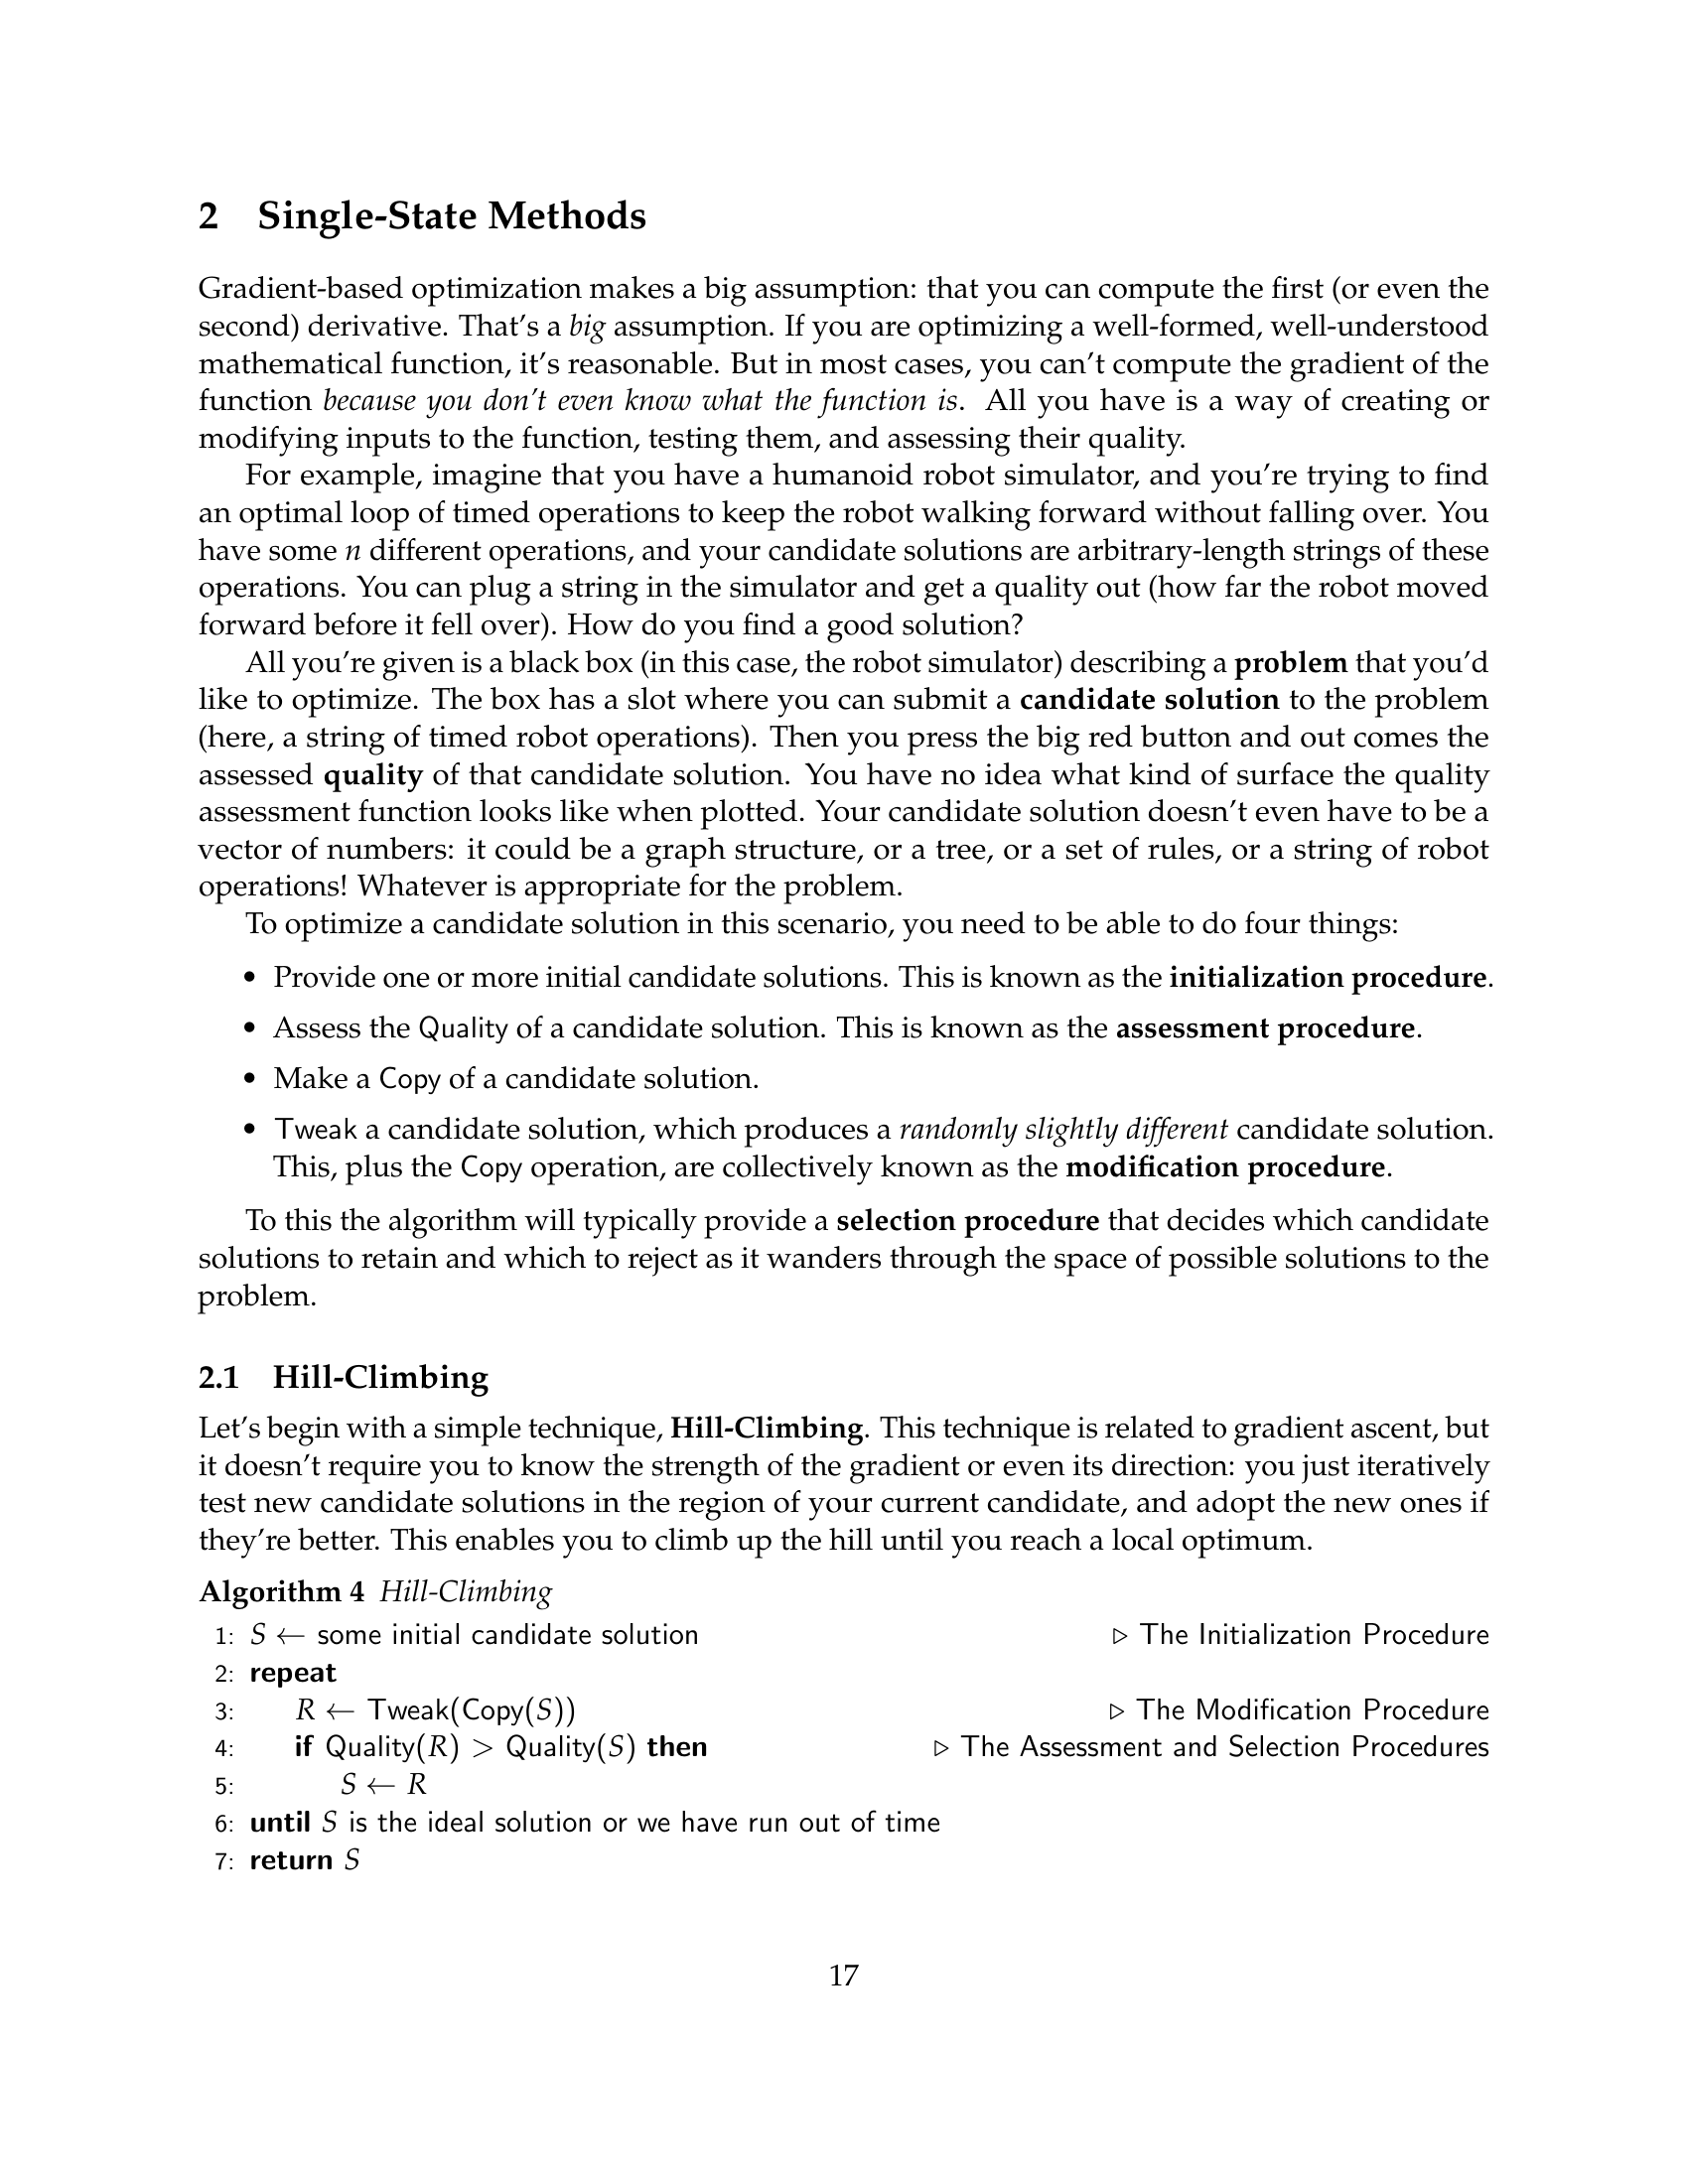 2 Single-State Methods
Gradient-based optimization makes a big assumption: that you can compute the first (or even the
second) derivative. That's a big assumption. If you are optimizing a well-formed, well-understood
mathematical function, it's reasonable. But in most cases, you can't compute the gradient of the
function because you don't even know what the function is. All you have is a way of creating or
modifying inputs to the function, testing them, and assessing their quality.
For example, imagine that you have a humanoid robot simulator, and you're trying to find
an optimal loop of timed operations to keep the robot walking forward without falling over. You
have some n different operations, and your candidate solutions are arbitrary-length strings of these
operations. You can plug a string in the simulator and get a quality out (how far the robot moved
forward before it fell over). How do you find a good solution?
All you're given is a black box (in this case, the robot simulator) describing a problem that you'd
like to optimize. The box has a slot where you can submit a candidate solution to the problem
(here, a string of timed robot operations). Then you press the big red button and out comes the
assessed quality of that candidate solution. You have no idea what kind of surface the quality
assessment function looks like when plotted. Your candidate solution doesn't even have to be a
vector of numbers: it could be a graph structure, or a tree, or a set of rules, or a string of robot
operations! Whatever is appropriate for the problem.
To optimize a candidate solution in this scenario, you need to be able to do four things:
• Provide one or more initial candidate solutions. This is known as the initialization procedure.
• Assess the Quality of a candidate solution. This is known as the assessment procedure.
• Make a Copy of a candidate solution.
• Tweak a candidate solution, which produces a randomly slightly different candidate solution.
This, plus the Copy operation, are collectively known as the modification procedure.
To this the algorithm will typically provide a selection procedure that decides which candidate
solutions to retain and which to reject as it wanders through the space of possible solutions to the
problem.
2.1 Hill-Climbing
Let's begin with a simple technique, Hill-Climbing. This technique is related to gradient ascent, but
it doesn't require you to know the strength of the gradient or even its direction: you just iteratively
test new candidate solutions in the region of your current candidate, and adopt the new ones if
they're better. This enables you to climb up the hill until you reach a local optimum.
Algorithm 4 Hill-Climbing
1: S ← some initial candidate solution ▷ The Initialization Procedure
2: repeat
3: R ← Tweak(Copy(S)) ▷ The Modification Procedure
4: if Quality(R) > Quality(S) then ▷ The Assessment and Selection Procedures
5: S ← R
6: until S is the ideal solution or we have run out of time
7: return S
17